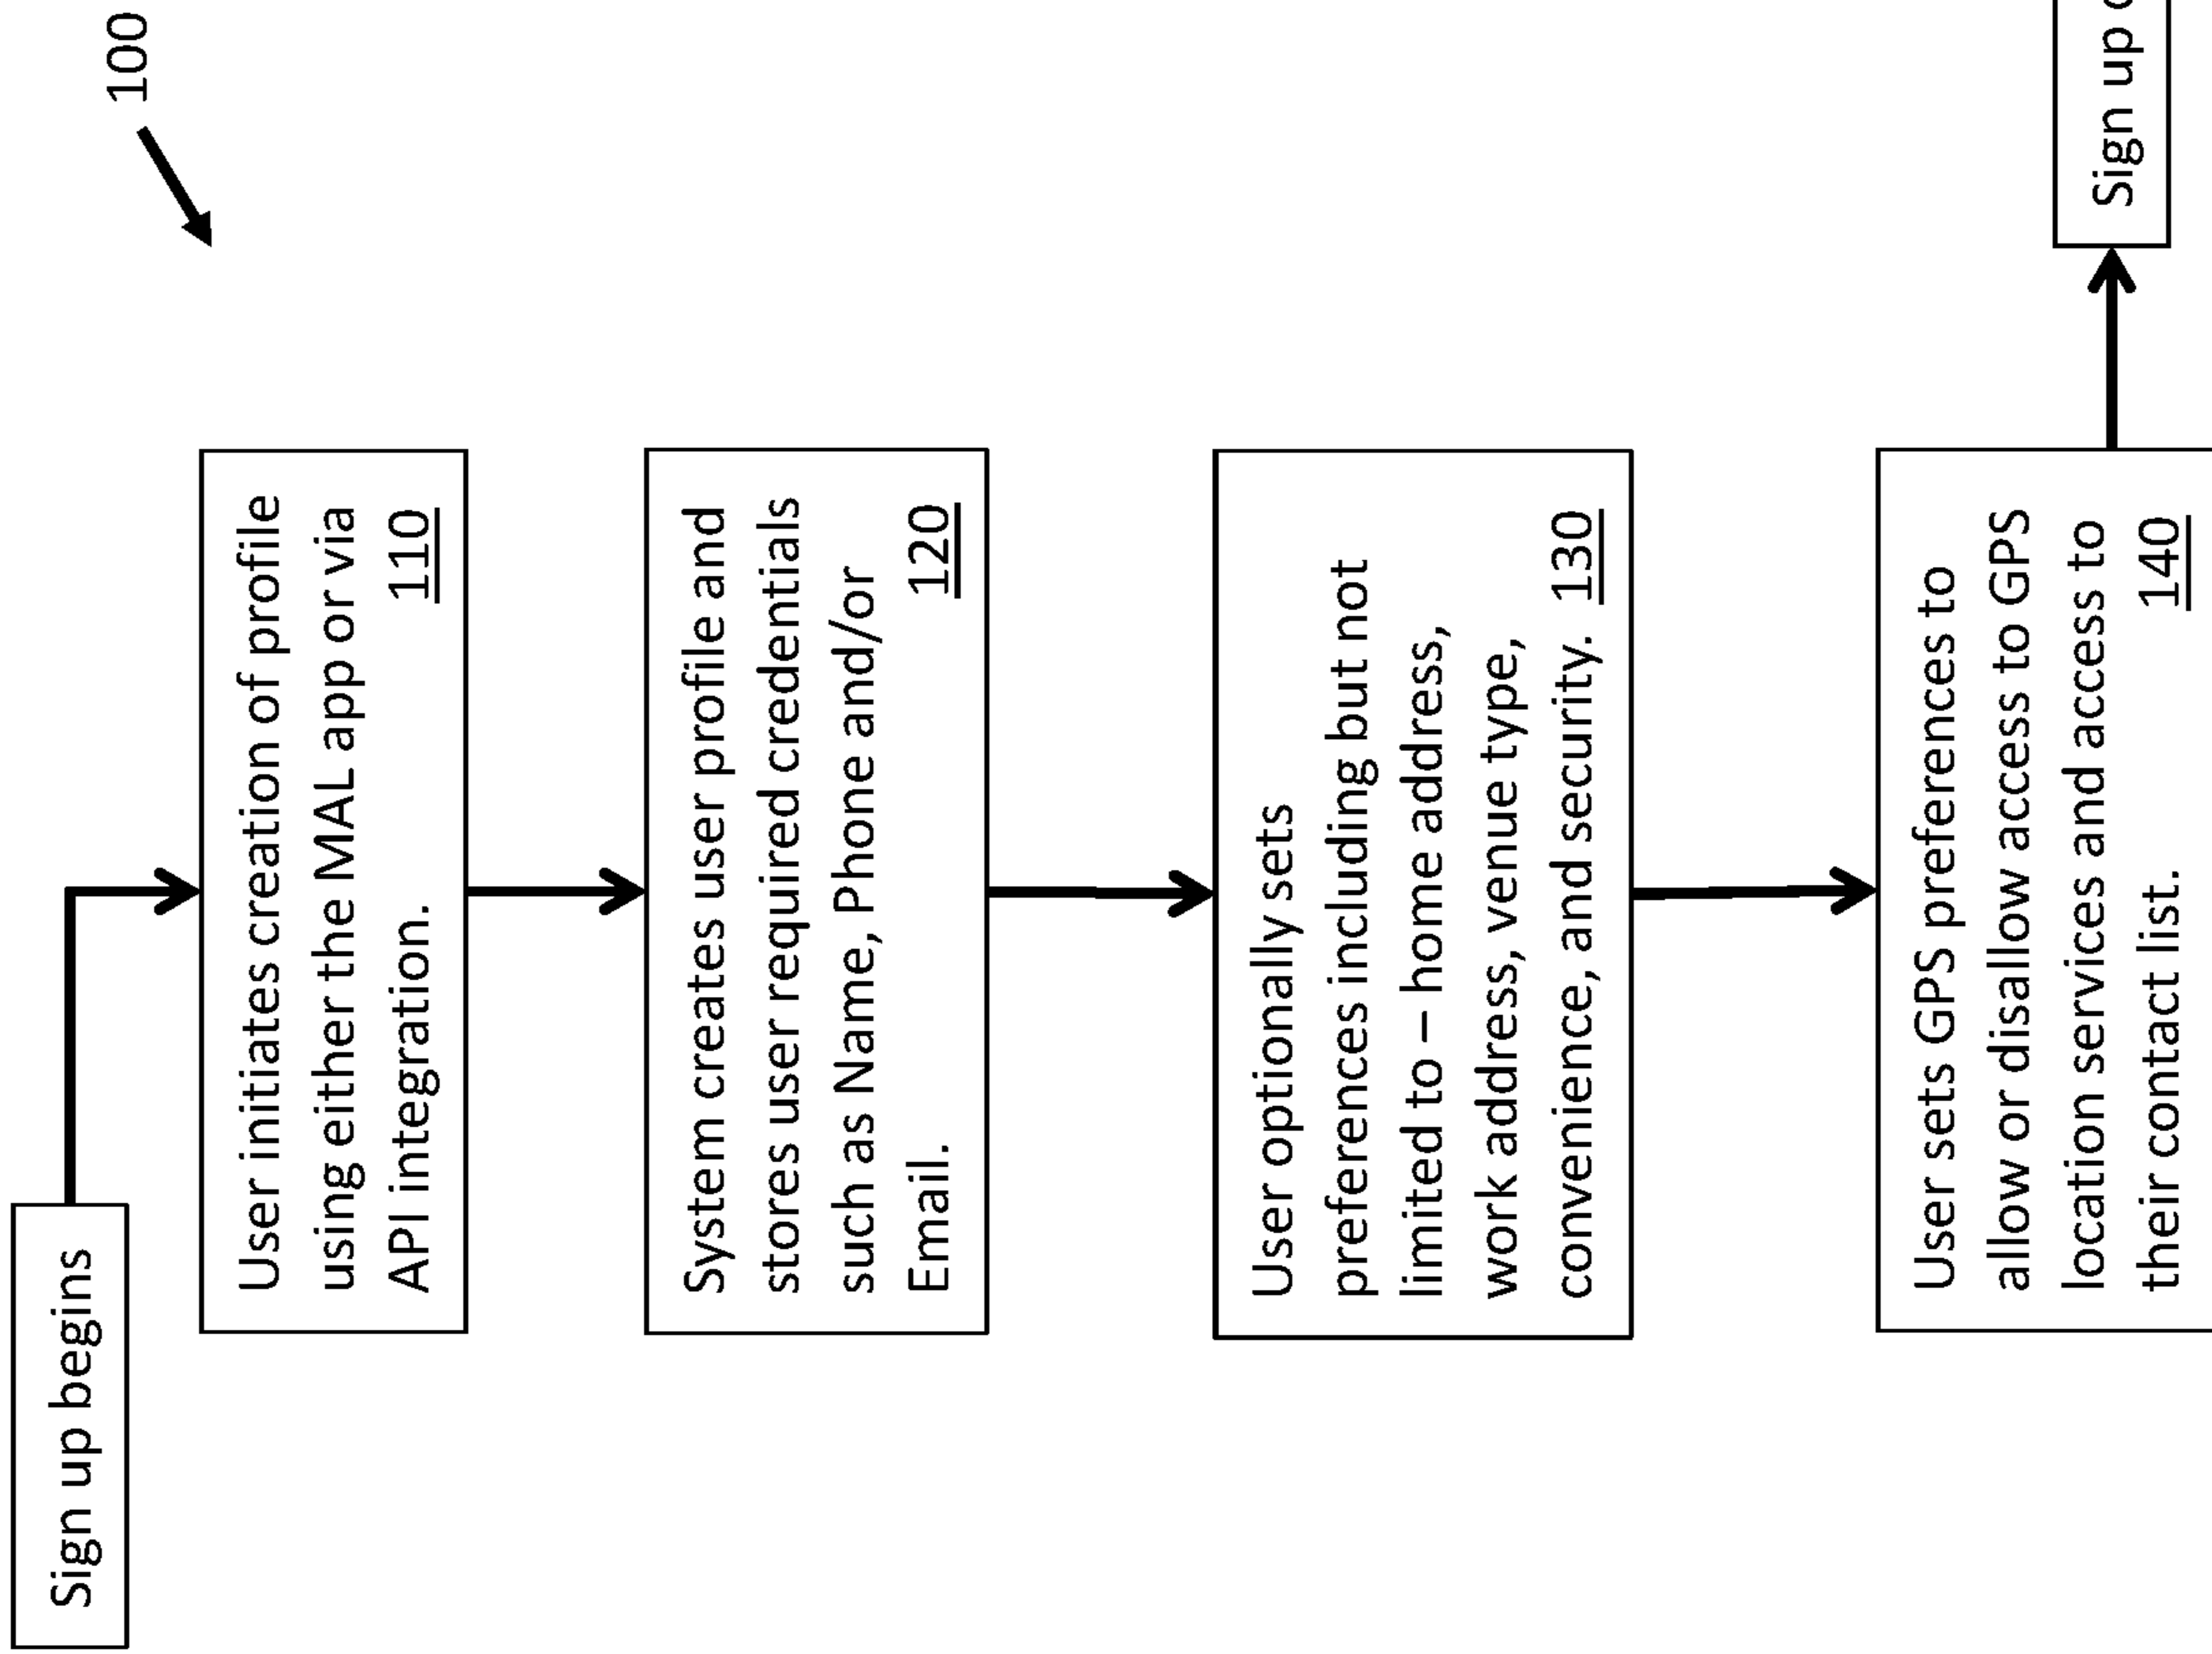 100
Sign up begins
User initiates creation of profile
using either the MAL app or via
API integration. 110
System creates user profile and
stores user required credentials
such as Name, Phone and/or
Email. 120
User optionally sets
preferences including but not
limited to – home address,
work address, venue type,
convenience, and security. 130
User sets GPS preferences to
allow or disallow access to GPS
location services and access to
their contact list. 140
Sign up